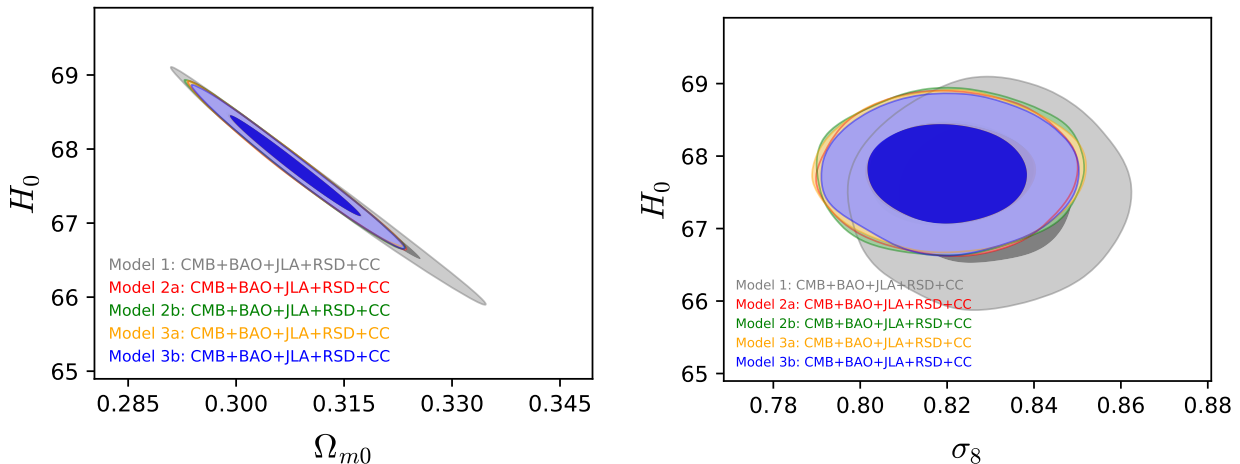 69
68
67
66
65
H0
0.285 0.300 0.315 0.330 0.345
Ωm0
Model 1: CMB+BAO+JLA+RSD+CC
Model 2a: CMB+BAO+JLA+RSD+CC
Model 2b: CMB+BAO+JLA+RSD+CC
Model 3a: CMB+BAO+JLA+RSD+CC
Model 3b: CMB+BAO+JLA+RSD+CC
69
68
67
66
65
H0
0.78 0.80 0.82 0.84 0.86 0.88
σ8
Model 1: CMB+BAO+JLA+RSD+CC
Model 2a: CMB+BAO+JLA+RSD+CC
Model 2b: CMB+BAO+JLA+RSD+CC
Model 3a: CMB+BAO+JLA+RSD+CC
Model 3b: CMB+BAO+JLA+RSD+CC